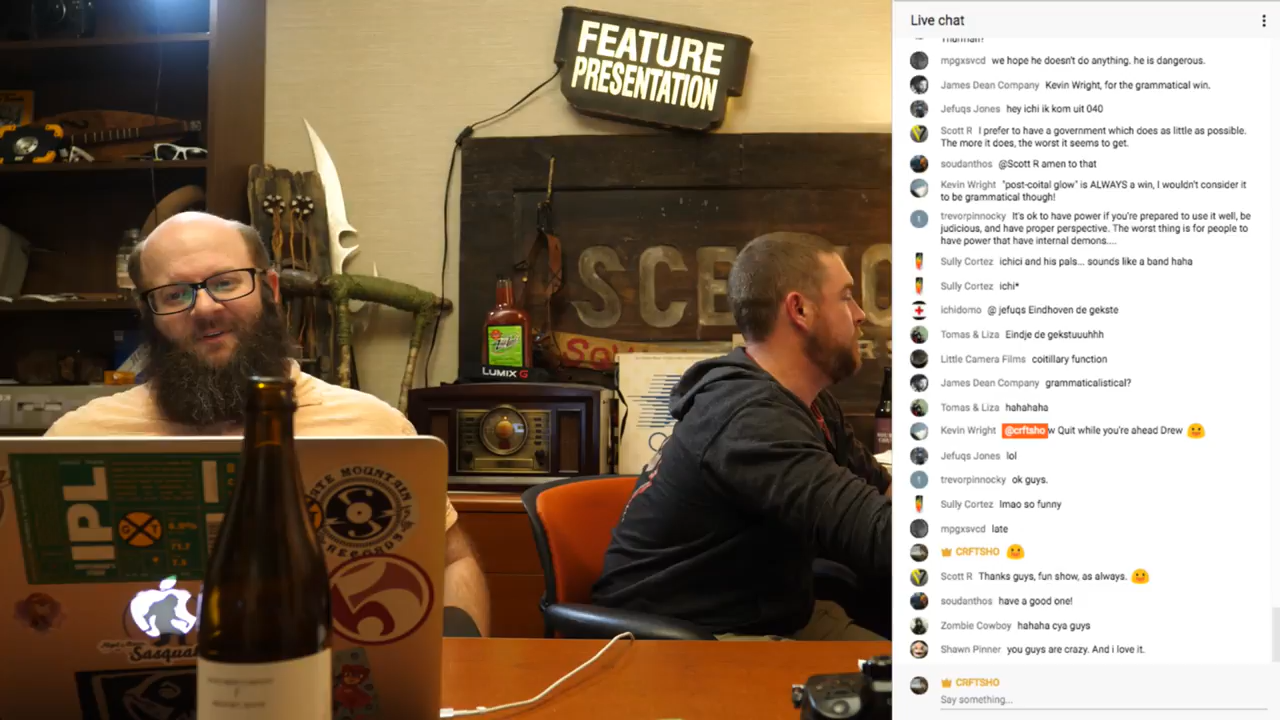 FEATURE
PRESENTATION
SCE
LUMIX G
IPL
MOUNTAIN
RECORDS
Sasqua
Live chat
mpgxsvcd we hope he doesn't do anything. he is dangerous.
James Dean Company Kevin Wright, for the grammatical win.
Jefuqs Jones hey ichi ik kom uit 040
Scott R I prefer to have a government which does as little as possible.
The more it does, the worst it seems to get.
soudanthos @Scott R amen to that
Kevin Wright "post-coital glow" is ALWAYS a win, I wouldn't consider it
to be grammatical though!
trevorpinnocky It's ok to have power if you're prepared to use it well, be
judicious, and have proper perspective. The worst thing is for people to
have power that have internal demons....
Sully Cortez ichici and his pals... sounds like a band haha
Sully Cortez ichi*
ichidomo @ jefuqs Eindhoven de gekste
Tomas & Liza Eindje de gekstuuuhhh
Little Camera Films coitillary function
James Dean Company grammaticalistical?
Tomas & Liza hahahaha
Kevin Wright @crftsho w Quit while you're ahead Drew
Jefuqs Jones lol
trevorpinnocky ok guys.
Sully Cortez lmao so funny
mpgxsvcd late
CRFTSHO
Scott R Thanks guys, fun show, as always.
soudanthos have a good one!
Zombie Cowboy hahaha cya guys
Shawn Pinner you guys are crazy. And i love it.
CRFTSHO
Say something...